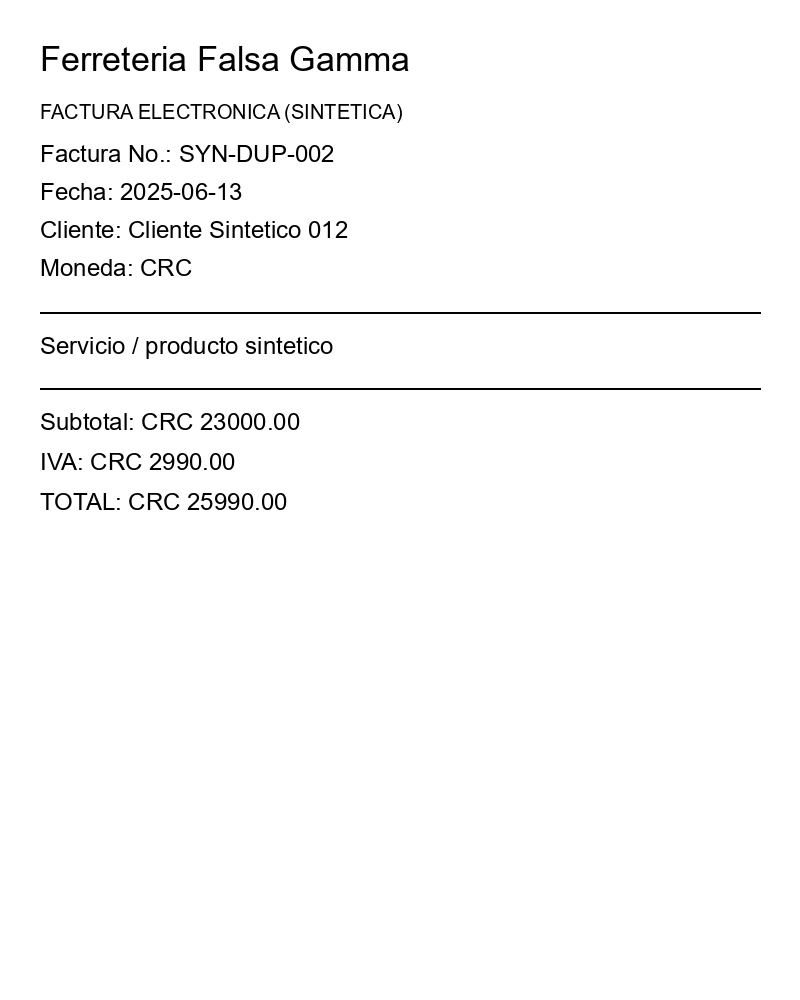 Ferreteria Falsa Gamma
FACTURA ELECTRONICA (SINTETICA)
Factura No.: SYN-DUP-002
Fecha: 2025-06-13
Cliente: Cliente Sintetico 012
Moneda: CRC
Servicio / producto sintetico
Subtotal: CRC 23000.00
IVA: CRC 2990.00
TOTAL: CRC 25990.00